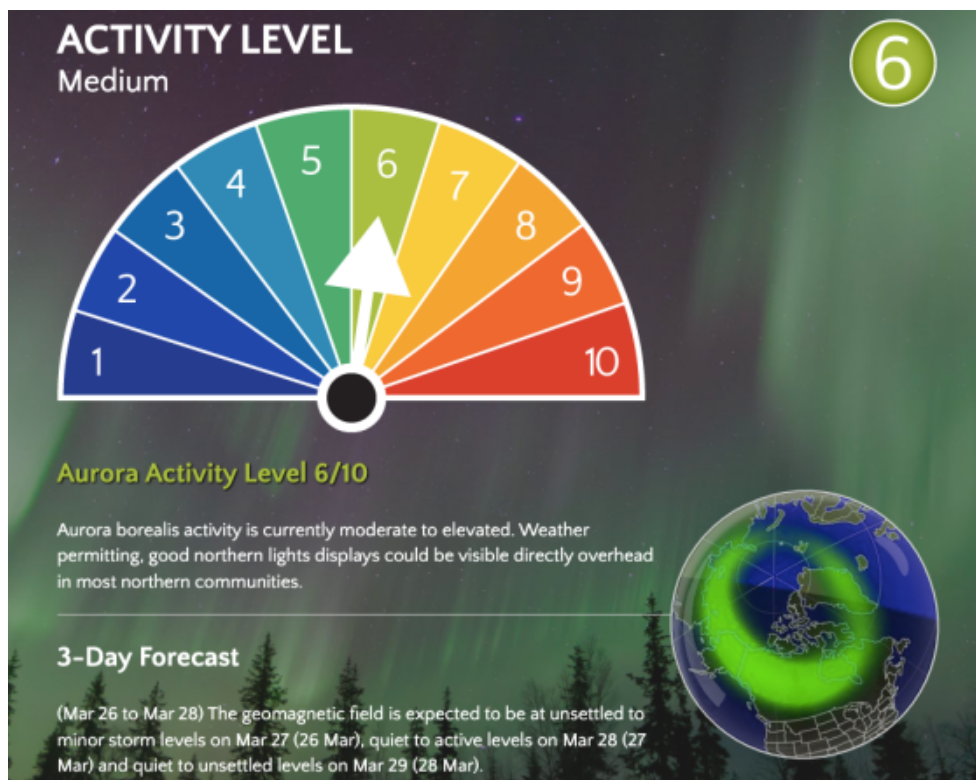 ACTIVITY LEVEL
Medium
6
1
2
3
4
5
6
7
8
9
10
Aurora Activity Level 6/10
Aurora borealis activity is currently moderate to elevated. Weather
permitting, good northern lights displays could be visible directly overhead
in most northern communities.
3-Day Forecast
(Mar 26 to Mar 28) The geomagnetic field is expected to be at unsettled to
minor storm levels on Mar 27 (26 Mar), quiet to active levels on Mar 28 (27
Mar) and quiet to unsettled levels on Mar 29 (28 Mar).